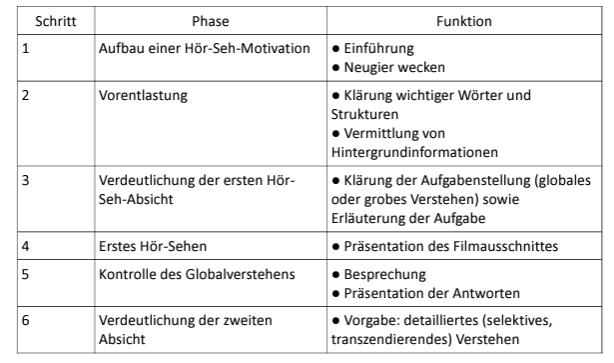 Schritt Phase Funktion
1 Aufbau einer Hör-Seh-Motivation ● Einführung
● Neugier wecken
2 Vorentlastung ● Klärung wichtiger Wörter und
Strukturen
● Vermittlung von
Hintergrundinformationen
3 Verdeutlichung der ersten Hör- ● Klärung der Aufgabenstellung (globales
Seh-Absicht oder grobes Verstehen) sowie
Erläuterung der Aufgabe
4 Erstes Hör-Sehen ● Präsentation des Filmausschnittes
5 Kontrolle des Globalverstehens ● Besprechung
● Präsentation der Antworten
6 Verdeutlichung der zweiten ● Vorgabe: detailliertes (selektives,
Absicht transzendierendes) Verstehen